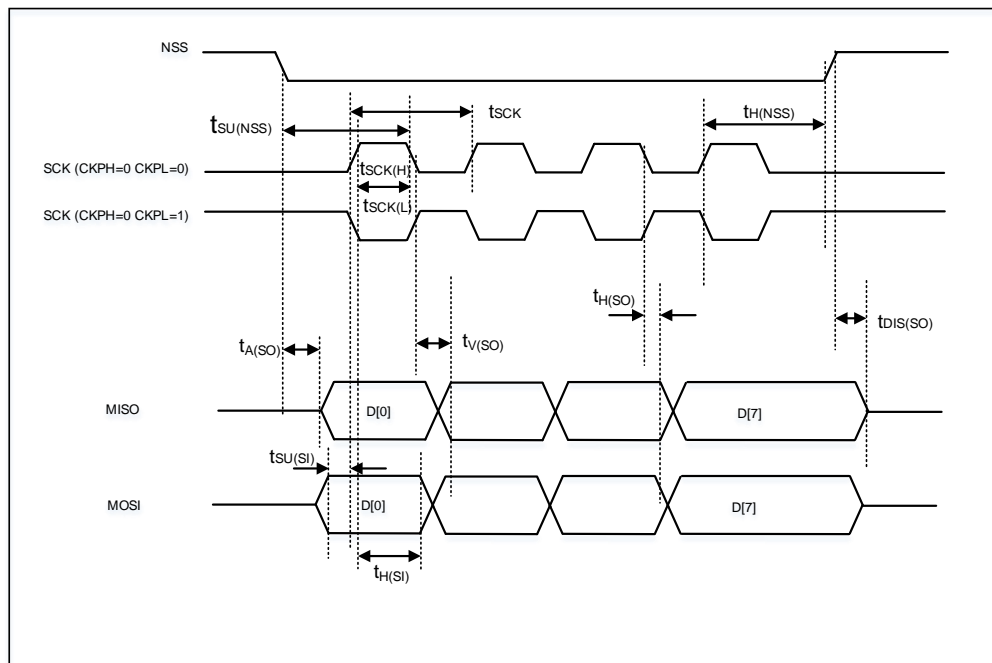 NSS
tSCK
tH(NSS)
tSU(NSS)
SCK (CKPH=0 CKPL=0)
tSCK(H)
tSCK(L)
SCK (CKPH=0 CKPL=1)
tH(SO)
tDIS(SO)
tA(SO)
tV(SO)
MISO
D[0]
D[7]
tSU(SI)
MOSI
D[0]
D[7]
tH(SI)